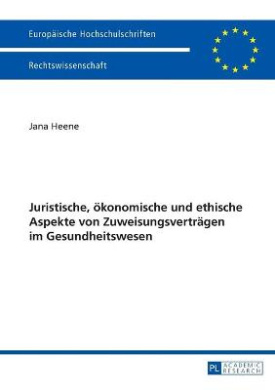 Europäische Hochschulschriften
Rechtswissenschaft
Jana Heene
Juristische, ökonomische und ethische
Aspekte von Zuweisungsverträgen
im Gesundheitswesen
PL ACADEMIC
RESEARCH